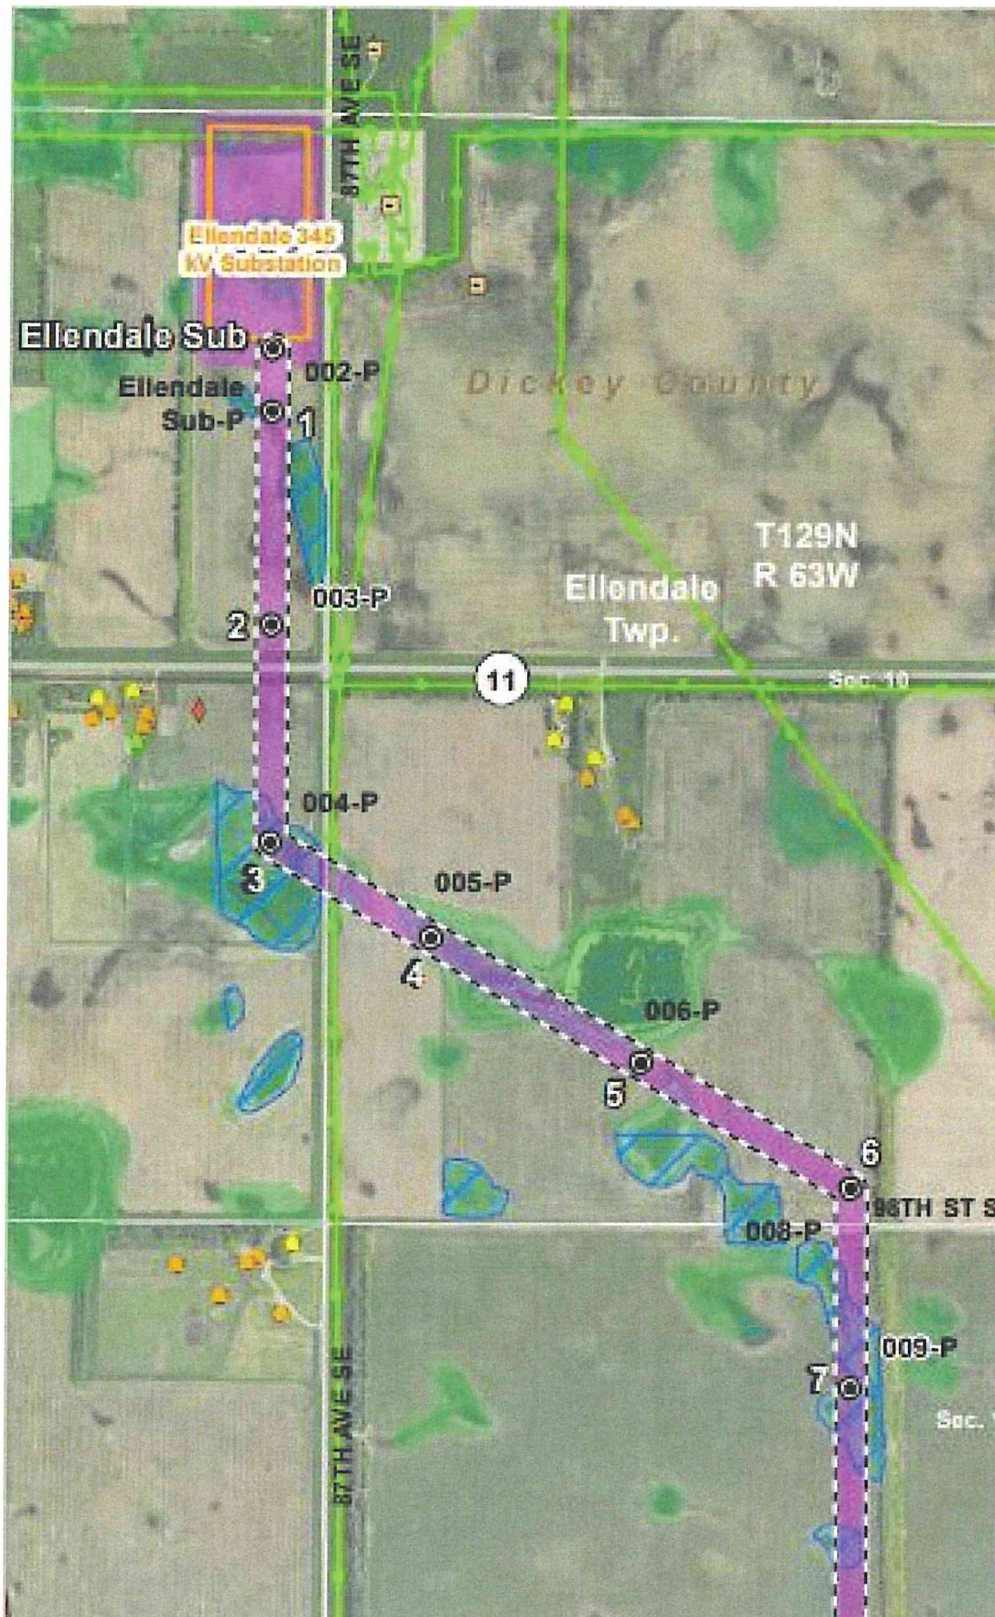 87TH AVE SE
Ellendale 345
kV Substation
Ellendale Sub
002-P
Dickey County
Ellendale
Sub-P
1
T129N
R 63W
Ellendale
Twp.
003-P
2
11
Sec. 10
004-P
3
005-P
4
006-P
5
6
98TH ST S
008-P
009-P
7
Sec.
87TH AVE SE